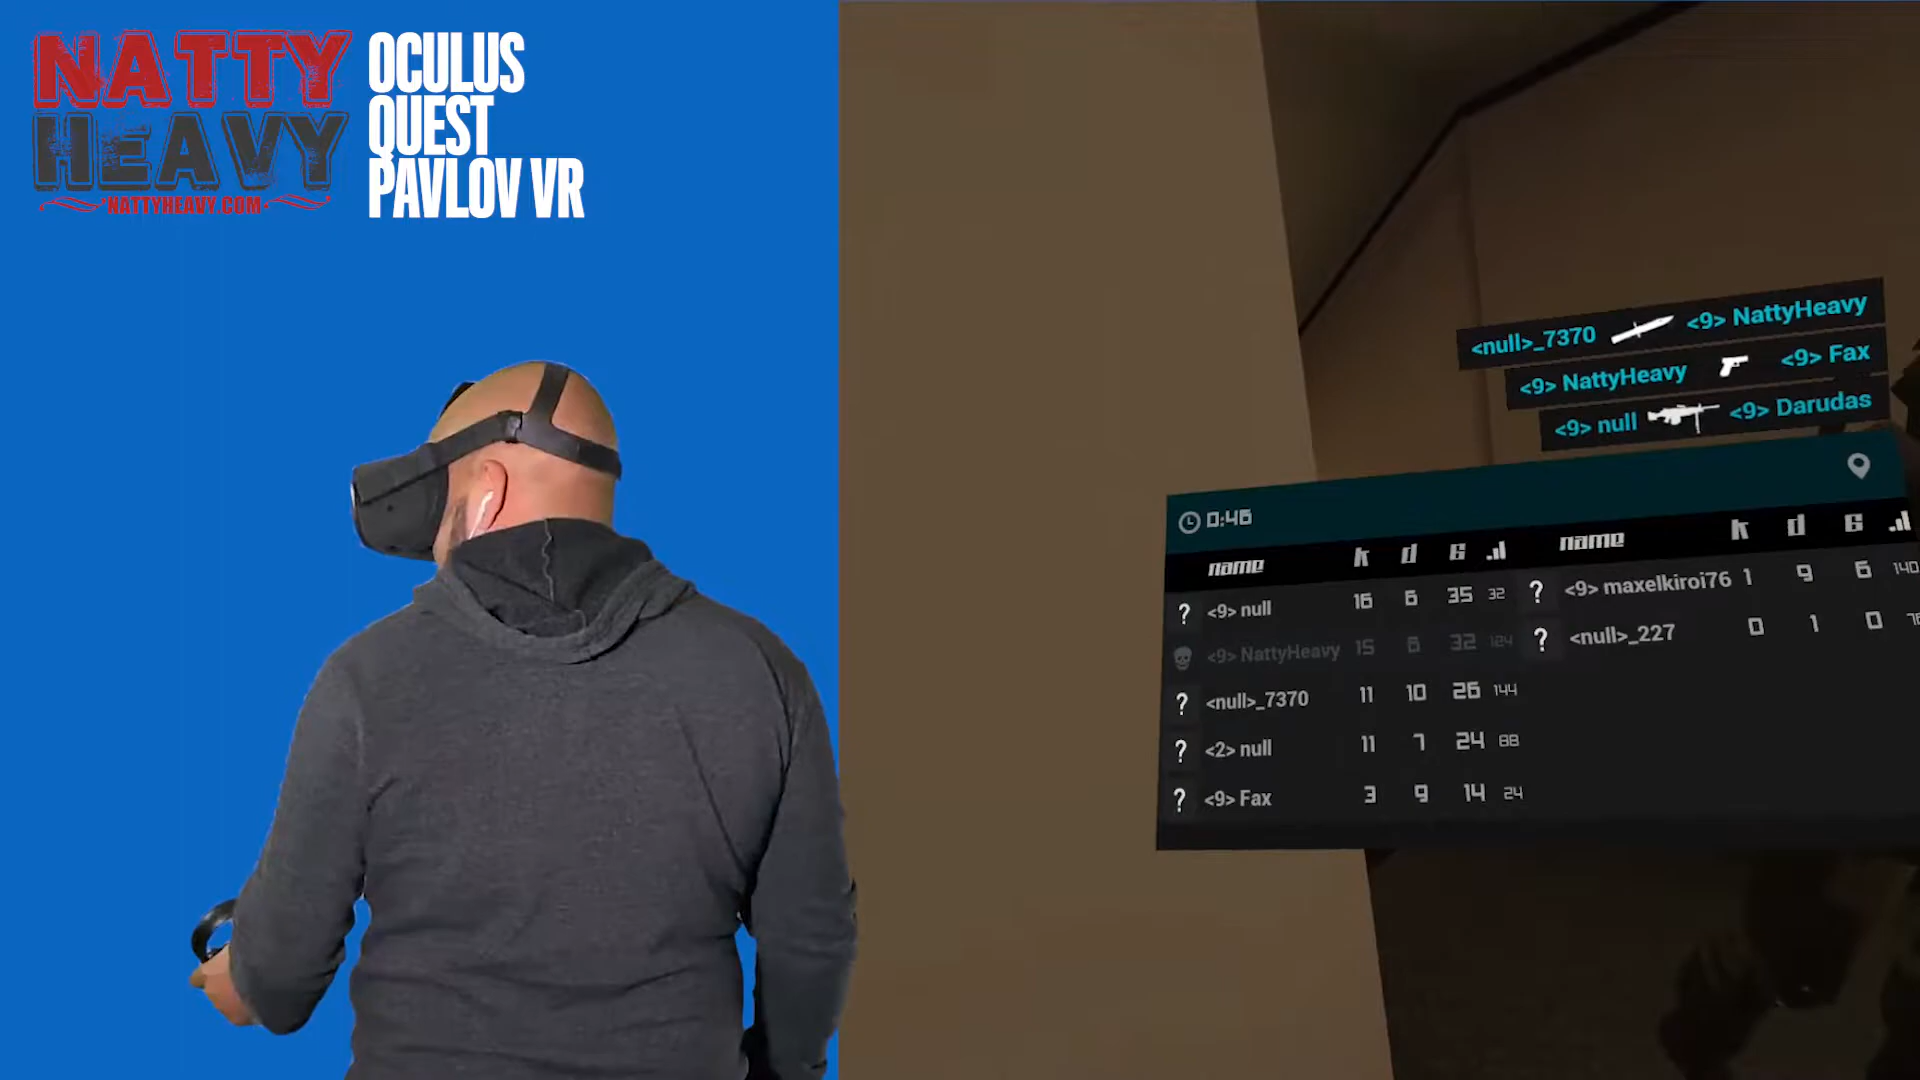 NATTY
HEAVY
NATTYHEAVY.COM
OCULUS
QUEST
PAVLOV VR
<null>_7370 <9> NattyHeavy
<9> NattyHeavy <9> Fax
<9> null <9> Darudas
0:46
name k d G
? <9> null 16 6 35 32
<9> NattyHeavy 15 6 32 124
? <null>_7370 11 10 26 144
? <2> null 11 7 24 88
? <9> Fax 3 9 14 24
name k d G
? <9> maxelkiroi76 1 9 6 140
? <null>_227 0 1 0